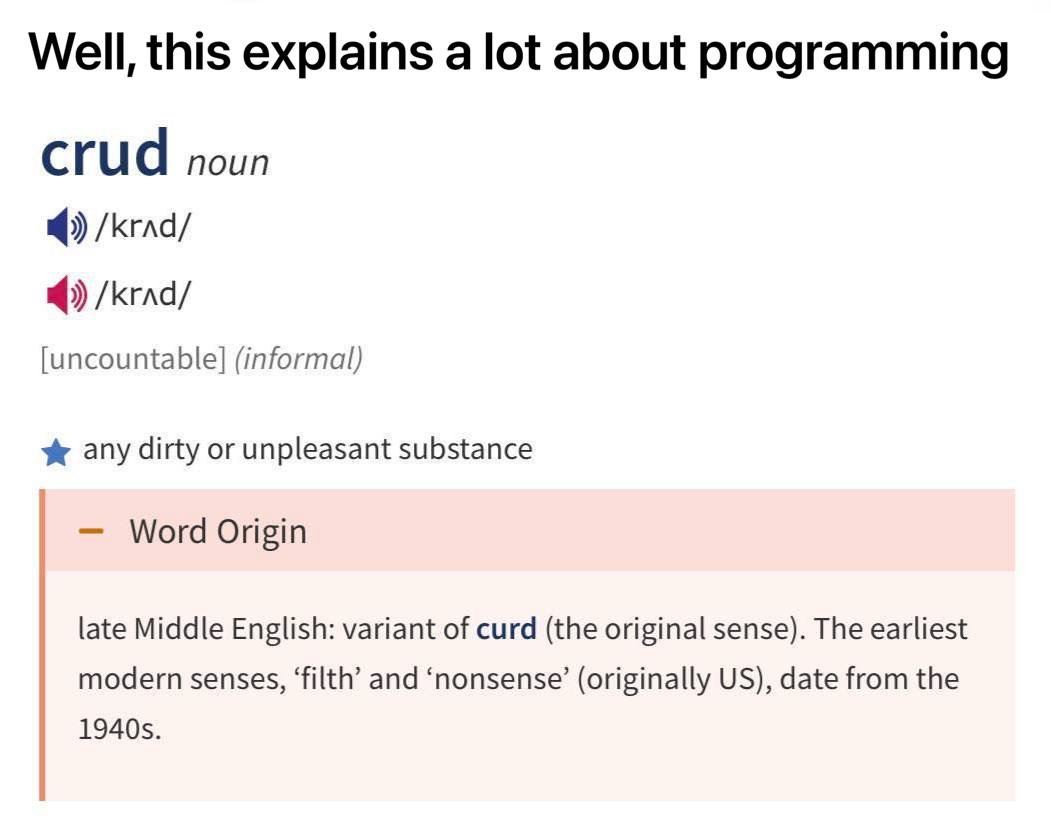 Well, this explains a lot about programming
crud noun
/krʌd/
/krʌd/
[uncountable] (informal)
any dirty or unpleasant substance
Word Origin
late Middle English: variant of curd (the original sense). The earliest
modern senses, ‘filth’ and ‘nonsense’ (originally US), date from the
1940s.